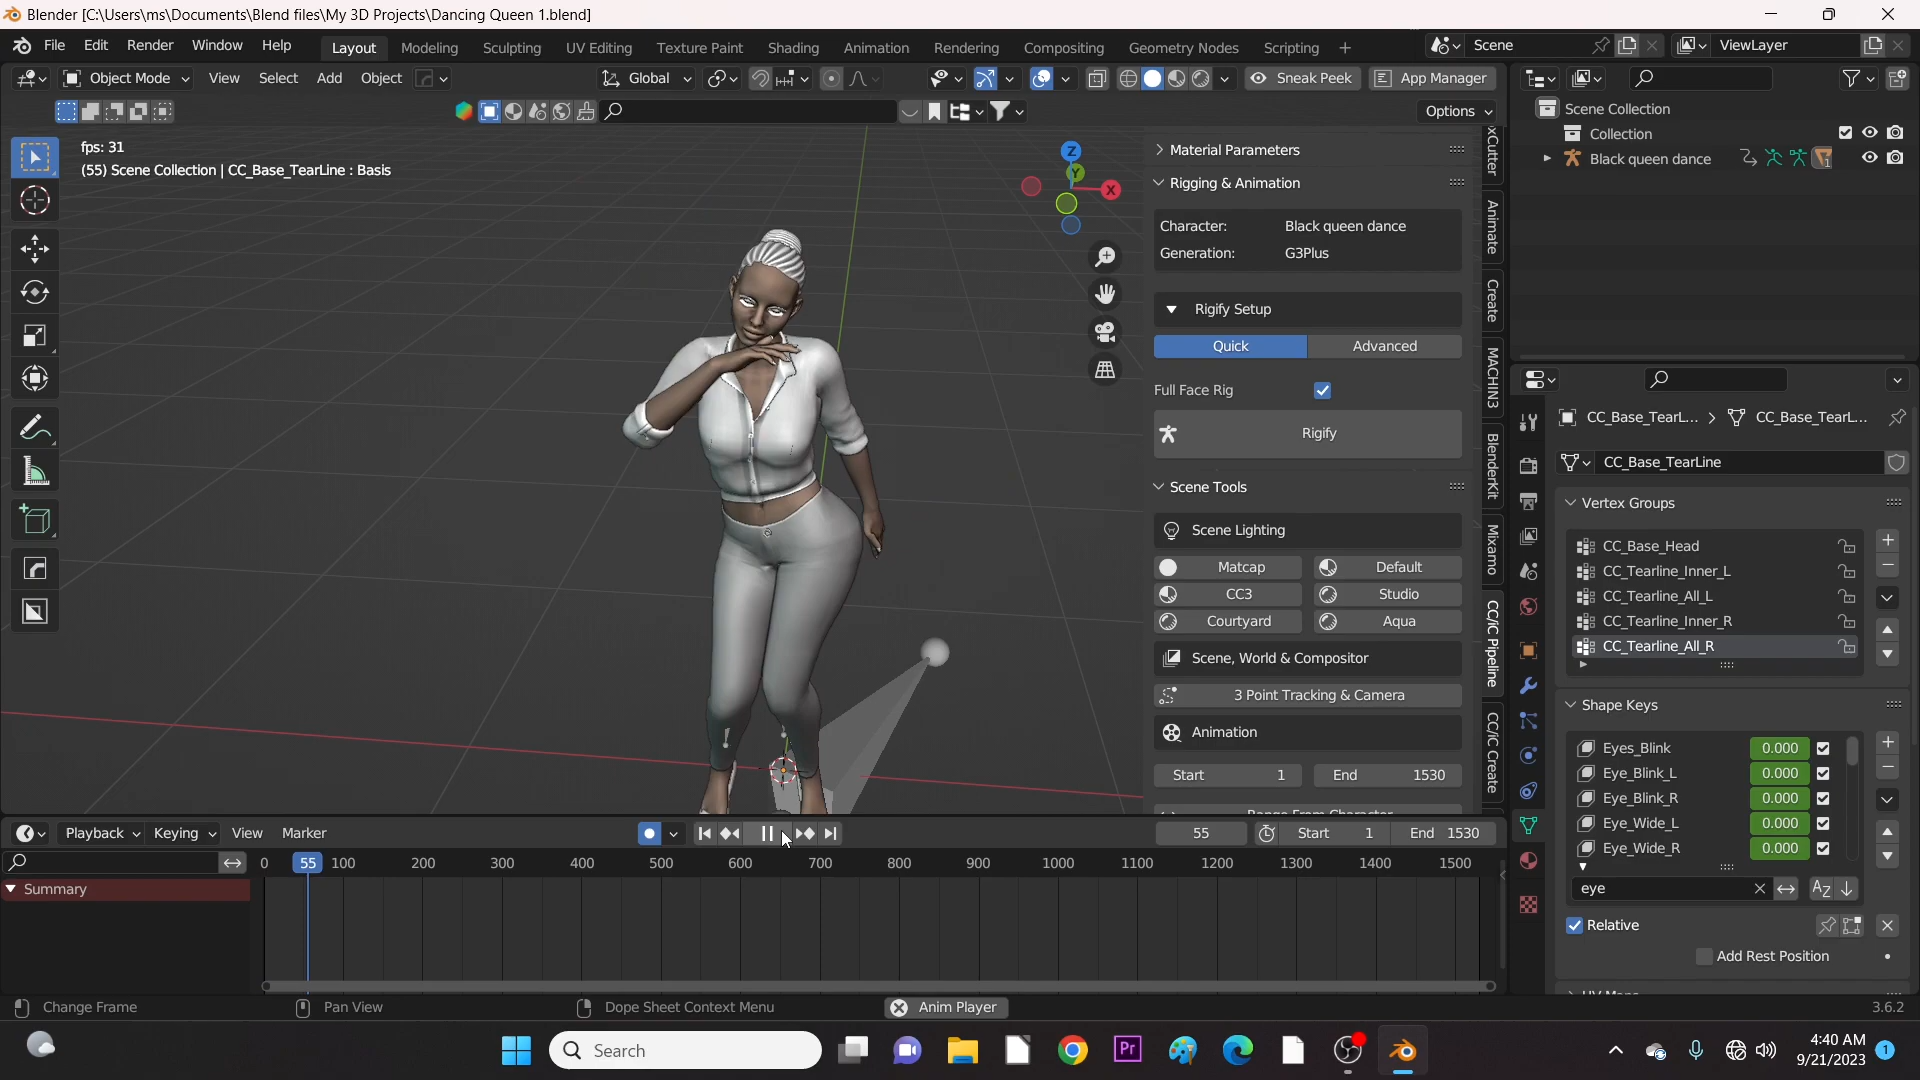 Blender [C:\Users\ms\Documents\Blend files\My 3D Projects\Dancing Queen 1.blend]
File Edit Render Window Help Layout Modeling Sculpting UV Editing Texture Paint Shading Animation Rendering Compositing Geometry Nodes Scripting + Scene ViewLayer
Object Mode View Select Add Object Global Sneak Peek App Manager
Options
Scene Collection
Collection
Black queen dance 1
fps: 31
(55) Scene Collection | CC_Base_TearLine : Basis
Z
Y
X
Material Parameters
Rigging & Animation
Character: Black queen dance
Generation: G3Plus
Rigify Setup
Quick Advanced
Full Face Rig
Rigify
Scene Tools
Scene Lighting
Matcap Default
CC3 Studio
Courtyard Aqua
Scene, World & Compositor
3 Point Tracking & Camera
Animation
Start 1 End 1530
Range From Character
xCutter
Animate
Create
MACHIN3
BlenderKit
Mixamo
CC/iC Pipeline
CC/iC Create
CC_Base_TearL... > CC_Base_TearL...
CC_Base_TearLine
Vertex Groups
CC_Base_Head
CC_Tearline_Inner_L
CC_Tearline_All_L
CC_Tearline_Inner_R
CC_Tearline_All_R
Shape Keys
Eyes_Blink 0.000
Eye_Blink_L 0.000
Eye_Blink_R 0.000
Eye_Wide_L 0.000
Eye_Wide_R 0.000
eye
Relative
Add Rest Position
UV Maps
Playback Keying View Marker 55 Start 1 End 1530
0 55 100 200 300 400 500 600 700 800 900 1000 1100 1200 1300 1400 1500
Summary
Change Frame Pan View Dope Sheet Context Menu Anim Player 3.6.2
Search Pr 4:40 AM
9/21/2023 1